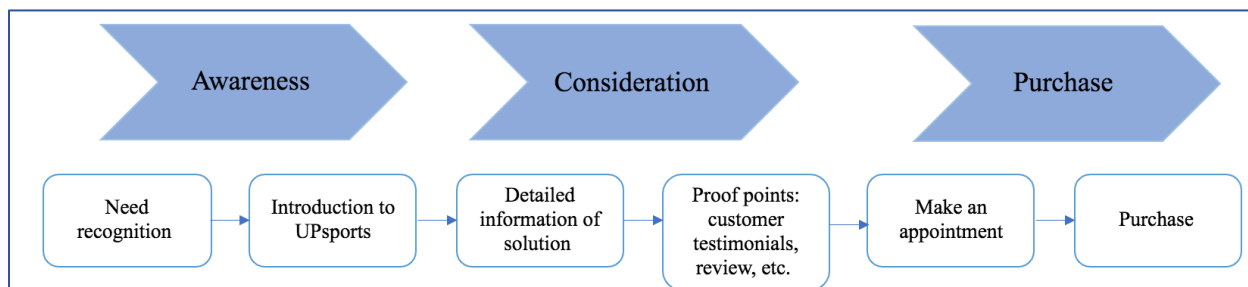 Awareness
Consideration
Purchase
Need
recognition
Introduction to
UPsports
Detailed
information of
solution
Proof points:
customer
testimonials,
review, etc.
Make an
appointment
Purchase